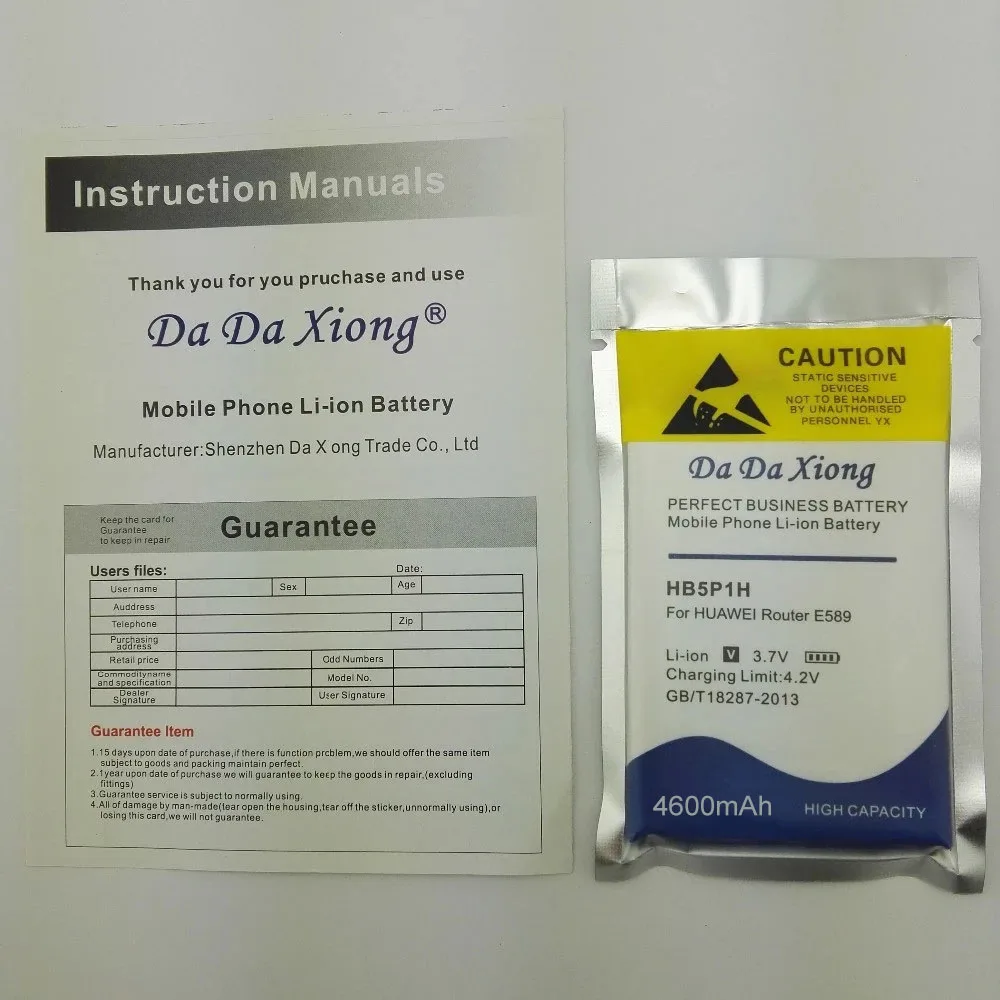 Instruction Manuals
Thank you for you pruchase and use
Da Da Xiong®
Mobile Phone Li-ion Battery
Manufacturer:Shenzhen Da X ong Trade Co., Ltd
Keep the card for
Guarantee
to keep in repair
Guarantee
Users files:
Date:
User name
Sex
Age
Auddress
Telephone
Zip
Purchasing
address
Retail price
Odd Numbers
Commodityname
and specification
Model No.
Dealer
Signature
User Signature
Guarantee Item
1.15 days upon date of purchase,if there is function prcblem,we should offer the same item
subject to goods and packing maintain perfect.
2.1year upon date of purchase we will guarantee to keep the goods in repair,(excluding
fittings)
3.Guarantee service is subject to normally using.
4.All of damage by man-made(tear open the housing,tear off the sticker,unnormally using),or
losing this card,we will not guarantee.
CAUTION
STATIC SENSITIVE
DEVICES
NOT TO BE HANDLED
BY UNAUTHORISED
PERSONNEL YX
Da Da Xiong
PERFECT BUSINESS BATTERY
Mobile Phone Li-ion Battery
HB5P1H
For HUAWEI Router E589
Li-ion V 3.7V
Charging Limit:4.2V
GB/T18287-2013
4600mAh
HIGH CAPACITY